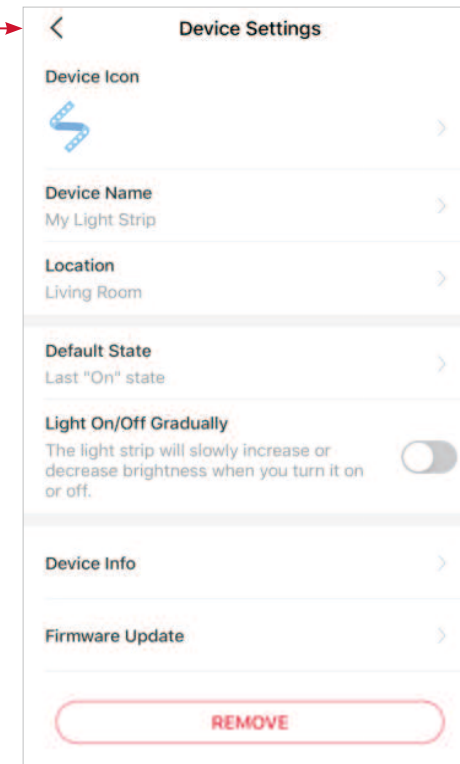 Device Settings
Device Icon
Device Name
My Light Strip
Location
Living Room
Default State
Last "On" state
Light On/Off Gradually
The light strip will slowly increase or
decrease brightness when you turn it on
or off.
Device Info
Firmware Update
REMOVE